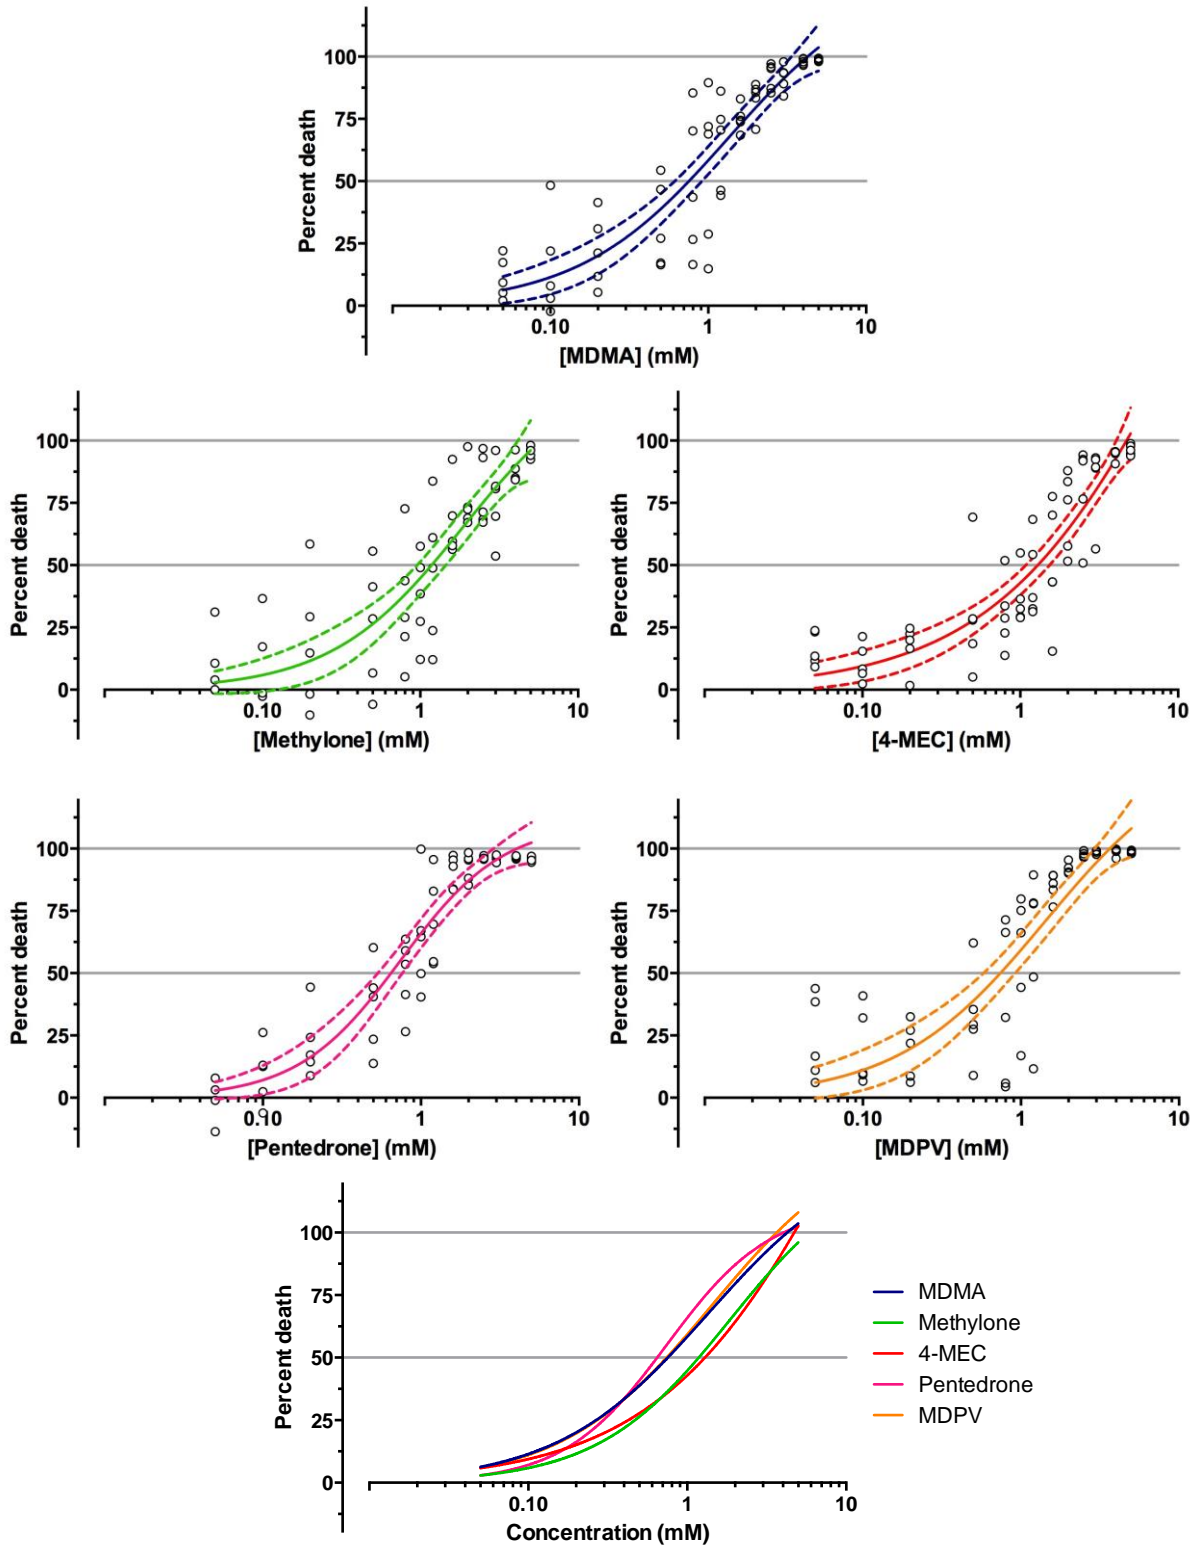 Percent death
100
75
50
25
0
0.10 1 10
[MDMA] (mM)
Percent death
100
75
50
25
0
0.10 1 10
[Methylone] (mM)
Percent death
100
75
50
25
0
0.10 1 10
[4-MEC] (mM)
Percent death
100
75
50
25
0
0.10 1 10
[Pentedrone] (mM)
Percent death
100
75
50
25
0
0.10 1 10
[MDPV] (mM)
Percent death
100
75
50
25
0
0.10 1 10
Concentration (mM)
MDMA
Methylone
4-MEC
Pentedrone
MDPV